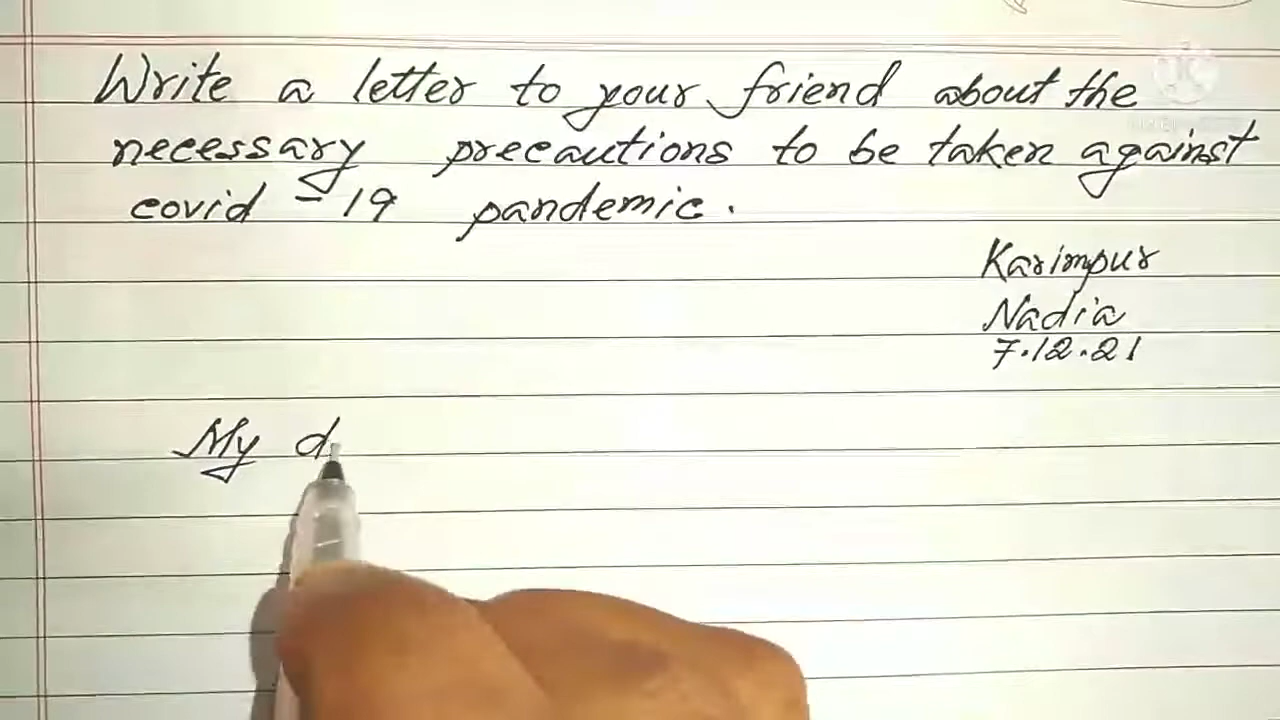 Write a letter to your friend about the
necessary precautions to be taken against
covid - 19 pandemic.
Karimpur
Nadia
7.12.21
My d